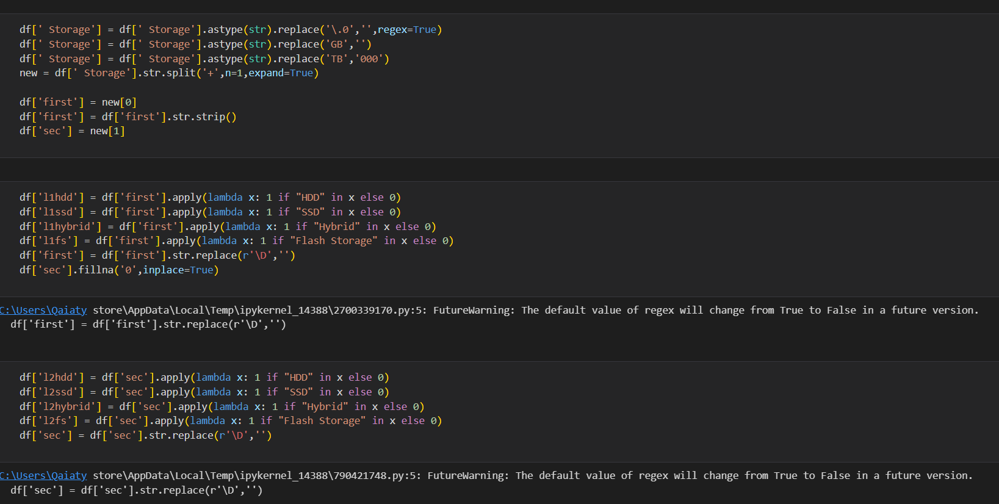 df[' Storage'] = df[' Storage'].astype(str).replace('\.0','',regex=True)
df[' Storage'] = df[' Storage'].astype(str).replace('GB','')
df[' Storage'] = df[' Storage'].astype(str).replace('TB','000')
new = df[' Storage'].str.split('+',n=1,expand=True)
df['first'] = new[0]
df['first'] = df['first'].str.strip()
df['sec'] = new[1]
df['l1hdd'] = df['first'].apply(lambda x: 1 if "HDD" in x else 0)
df['l1ssd'] = df['first'].apply(lambda x: 1 if "SSD" in x else 0)
df['l1hybrid'] = df['first'].apply(lambda x: 1 if "Hybrid" in x else 0)
df['l1fs'] = df['first'].apply(lambda x: 1 if "Flash Storage" in x else 0)
df['first'] = df['first'].str.replace(r'\D','')
df['sec'].fillna('0',inplace=True)
C:\Users\Qaiaty store\AppData\Local\Temp\ipykernel_14388\2700339170.py:5: FutureWarning: The default value of regex will change from True to False in a future version.
df['first'] = df['first'].str.replace(r'\D','')
df['l2hdd'] = df['sec'].apply(lambda x: 1 if "HDD" in x else 0)
df['l2ssd'] = df['sec'].apply(lambda x: 1 if "SSD" in x else 0)
df['l2hybrid'] = df['sec'].apply(lambda x: 1 if "Hybrid" in x else 0)
df['l2fs'] = df['sec'].apply(lambda x: 1 if "Flash Storage" in x else 0)
df['sec'] = df['sec'].str.replace(r'\D','')
C:\Users\Qaiaty store\AppData\Local\Temp\ipykernel_14388\790421748.py:5: FutureWarning: The default value of regex will change from True to False in a future version.
df['sec'] = df['sec'].str.replace(r'\D','')